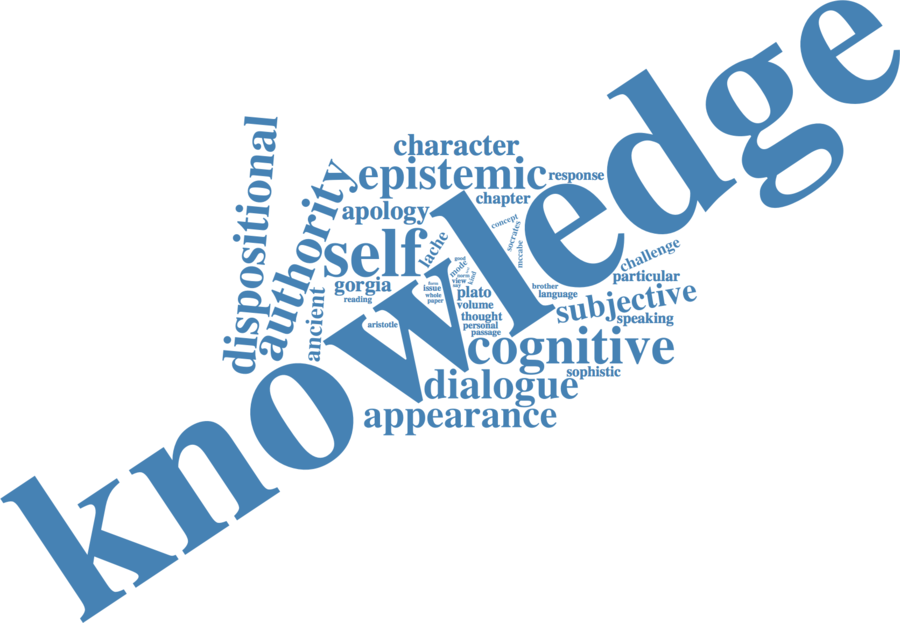 knowledge
character
epistemic
response
chapter
apology
dispositional
authority
self
lache
concept
socrates
mccabe
challenge
particular
gorgia
reading
ancient
good
mode
view
kind
issue
whole
paper
plato
volume
brother
language
subjective
speaking
aristotle
thought
personal
passage
cognitive
sophistic
dialogue
appearance